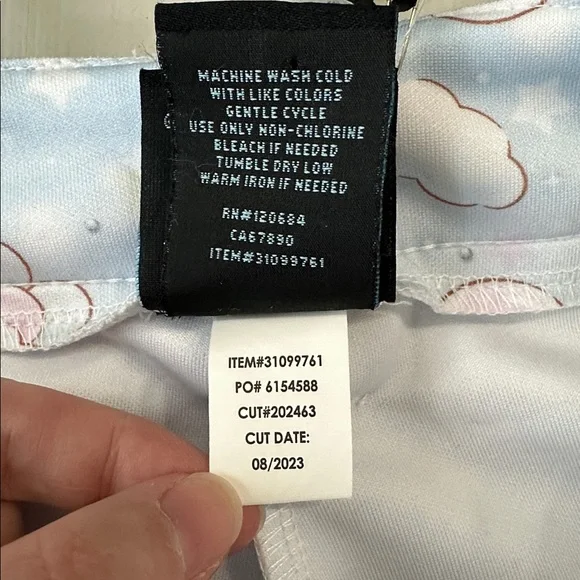 MACHINE WASH COLD
WITH LIKE COLORS
GENTLE CYCLE
USE ONLY NON-CHLORINE
BLEACH IF NEEDED
TUMBLE DRY LOW
WARM IRON IF NEEDED
RN#120684
CA67890
ITEM#31099761
ITEM#31099761
PO# 6154588
CUT#202463
CUT DATE:
08/2023